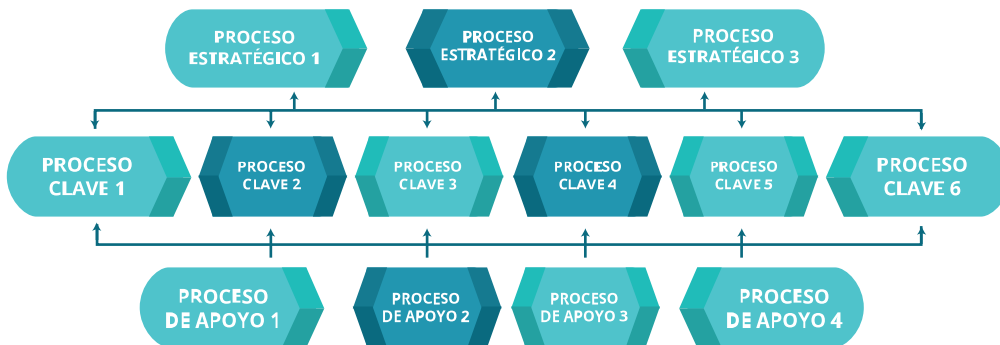 PROCESO
ESTRATÉGICO 1
PROCESO
ESTRATÉGICO 2
PROCESO
ESTRATÉGICO 3
PROCESO
CLAVE 1
PROCESO
CLAVE 2
PROCESO
CLAVE 3
PROCESO
CLAVE 4
PROCESO
CLAVE 5
PROCESO
CLAVE 6
PROCESO
DE APOYO 1
PROCESO
DE APOYO 2
PROCESO
DE APOYO 3
PROCESO
DE APOYO 4